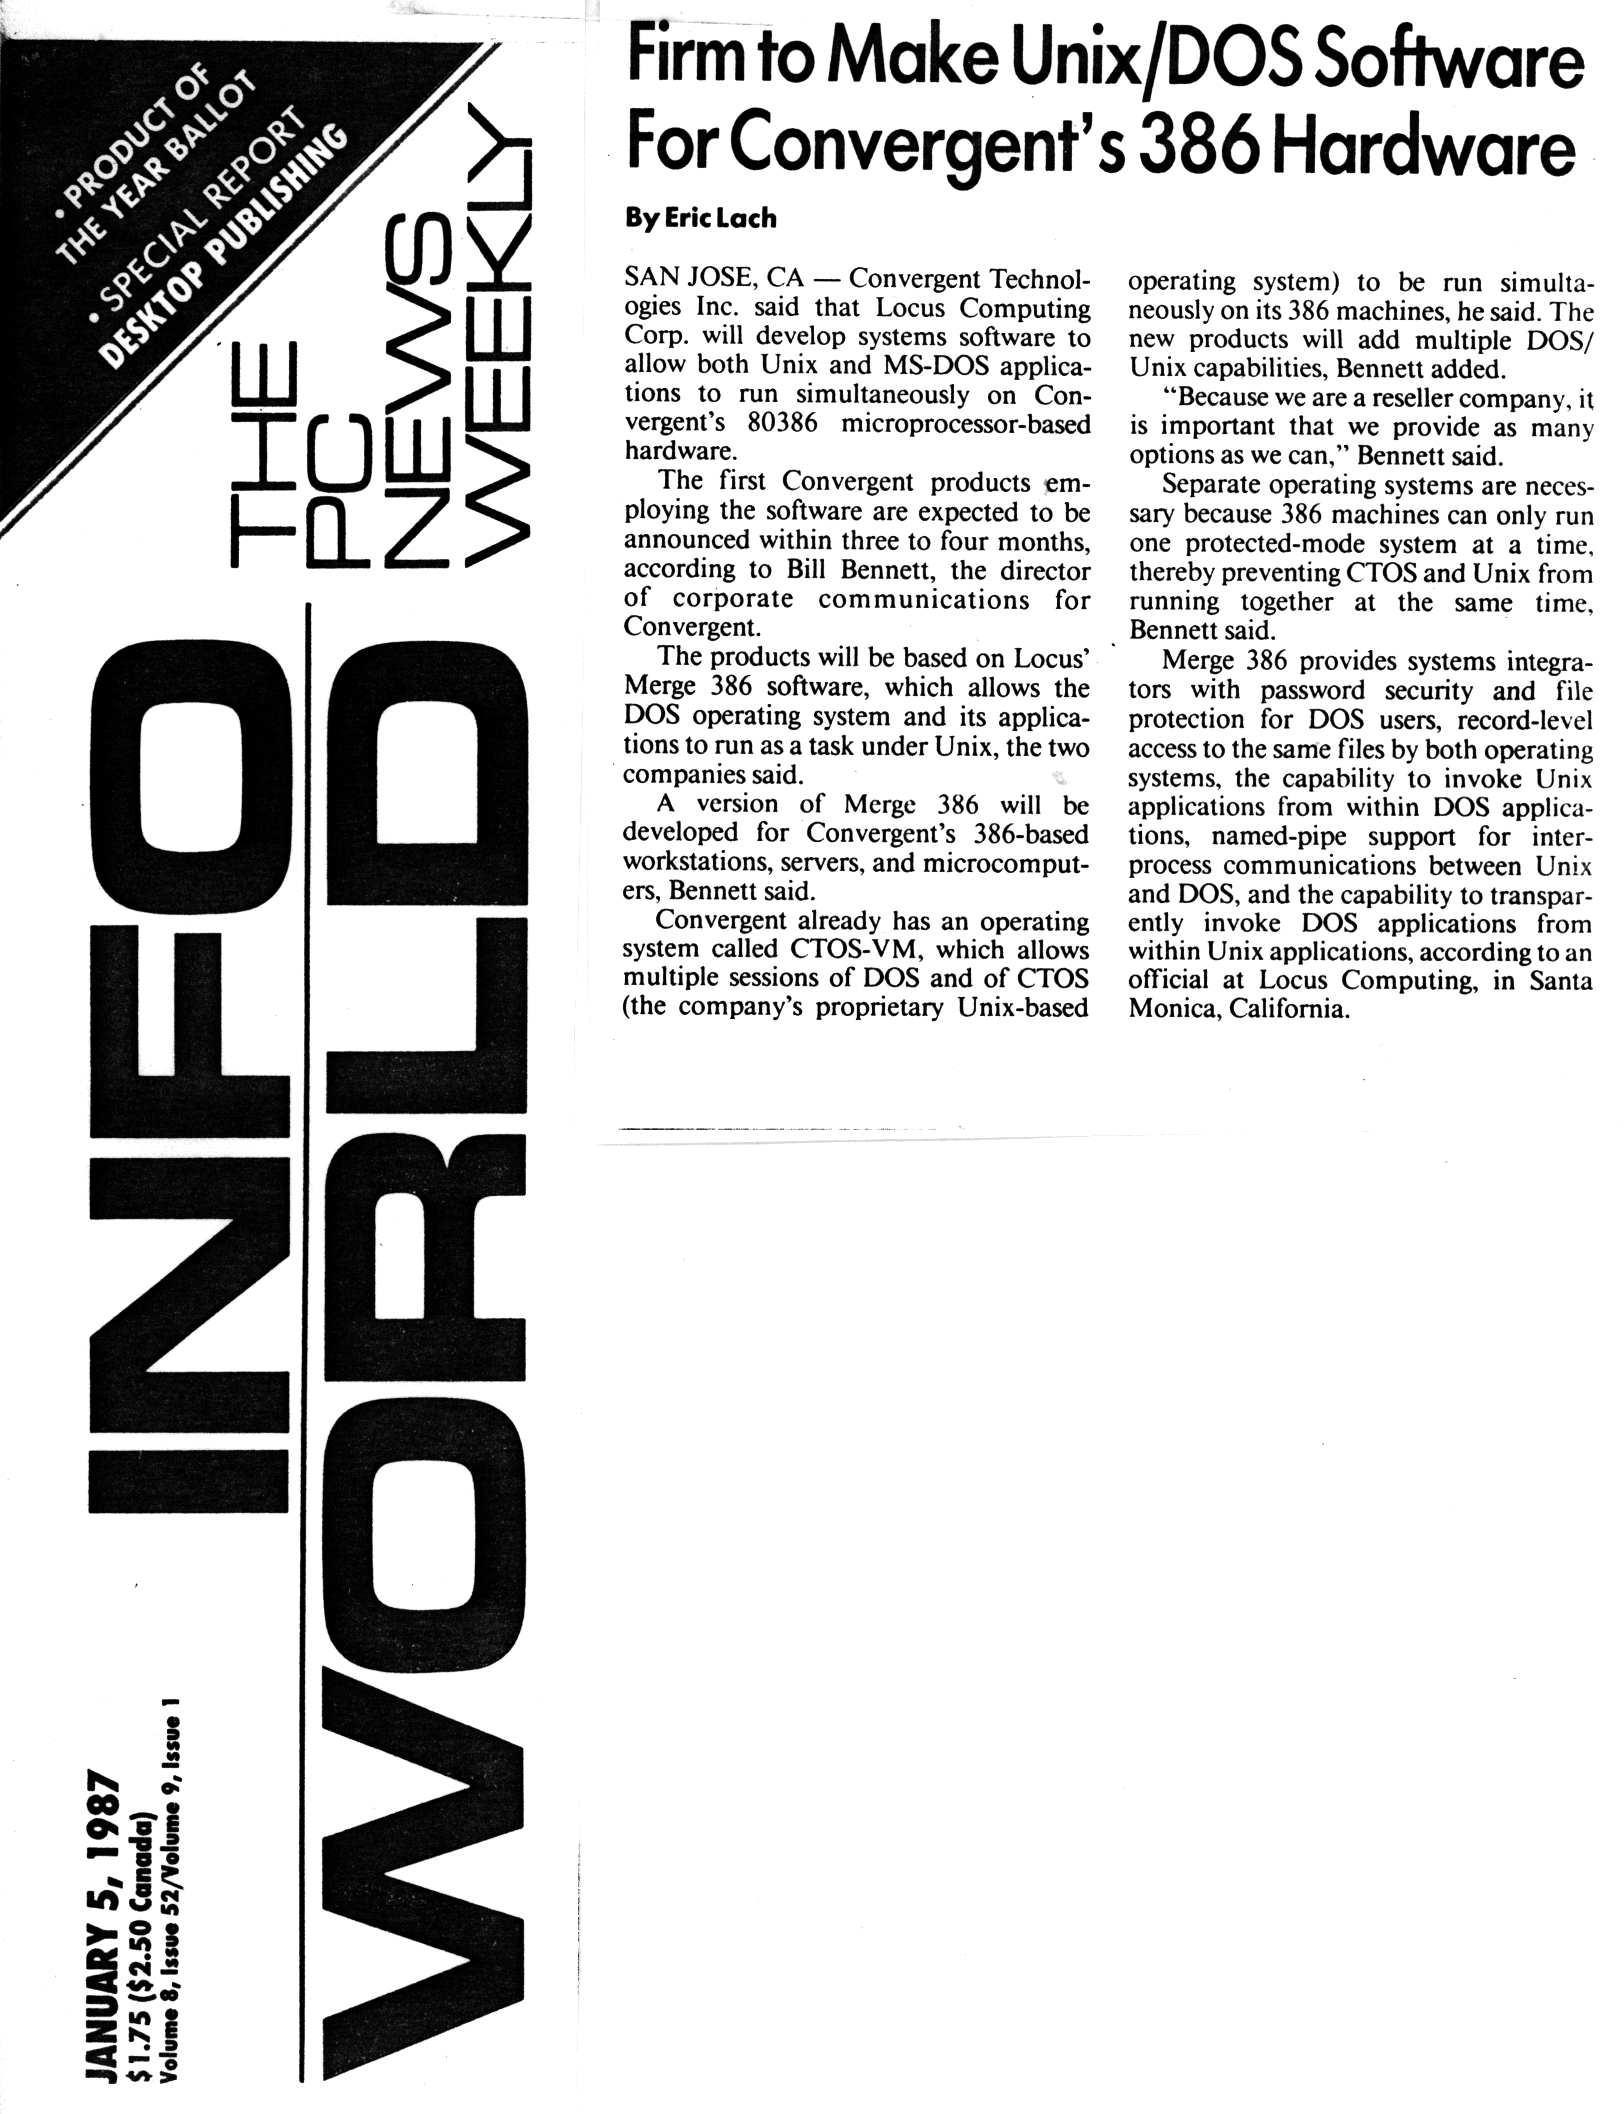 • PRODUCT OF
THE YEAR BALLOT
• SPECIAL REPORT
DESKTOP PUBLISHING
THE
PC
NEWS
WEEKLY
INFO
WORLD
JANUARY 5, 1987
$1.75 ($2.50 Canada)
Volume 8, Issue 52/Volume 9, Issue 1
Firm to Make Unix/DOS Software
For Convergent's 386 Hardware
By Eric Lach
SAN JOSE, CA — Convergent Technol-
ogies Inc. said that Locus Computing
Corp. will develop systems software to
allow both Unix and MS-DOS applica-
tions to run simultaneously on Con-
vergent's 80386 microprocessor-based
hardware.
The first Convergent products em-
ploying the software are expected to be
announced within three to four months,
according to Bill Bennett, the director
of corporate communications for
Convergent.
The products will be based on Locus'
Merge 386 software, which allows the
DOS operating system and its applica-
tions to run as a task under Unix, the two
companies said.
A version of Merge 386 will be
developed for Convergent's 386-based
workstations, servers, and microcomput-
ers, Bennett said.
Convergent already has an operating
system called CTOS-VM, which allows
multiple sessions of DOS and of CTOS
(the company's proprietary Unix-based
operating system) to be run simulta-
neously on its 386 machines, he said. The
new products will add multiple DOS/
Unix capabilities, Bennett added.
"Because we are a reseller company, it
is important that we provide as many
options as we can," Bennett said.
Separate operating systems are neces-
sary because 386 machines can only run
one protected-mode system at a time,
thereby preventing CTOS and Unix from
running together at the same time,
Bennett said.
Merge 386 provides systems integra-
tors with password security and file
protection for DOS users, record-level
access to the same files by both operating
systems, the capability to invoke Unix
applications from within DOS applica-
tions, named-pipe support for inter-
process communications between Unix
and DOS, and the capability to transpar-
ently invoke DOS applications from
within Unix applications, according to an
official at Locus Computing, in Santa
Monica, California.